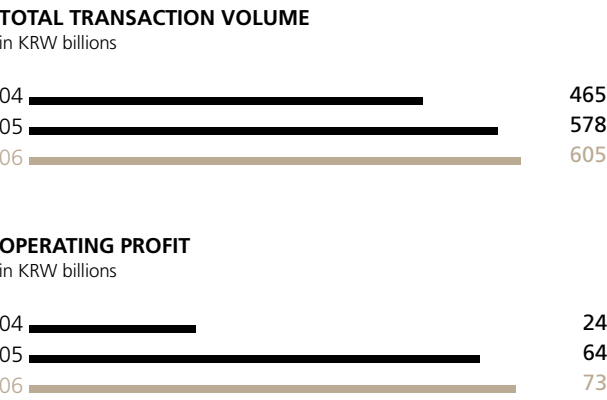 TOTAL TRANSACTION VOLUME
in KRW billions
04 465
05 578
06 605
OPERATING PROFIT
in KRW billions
04 24
05 64
06 73